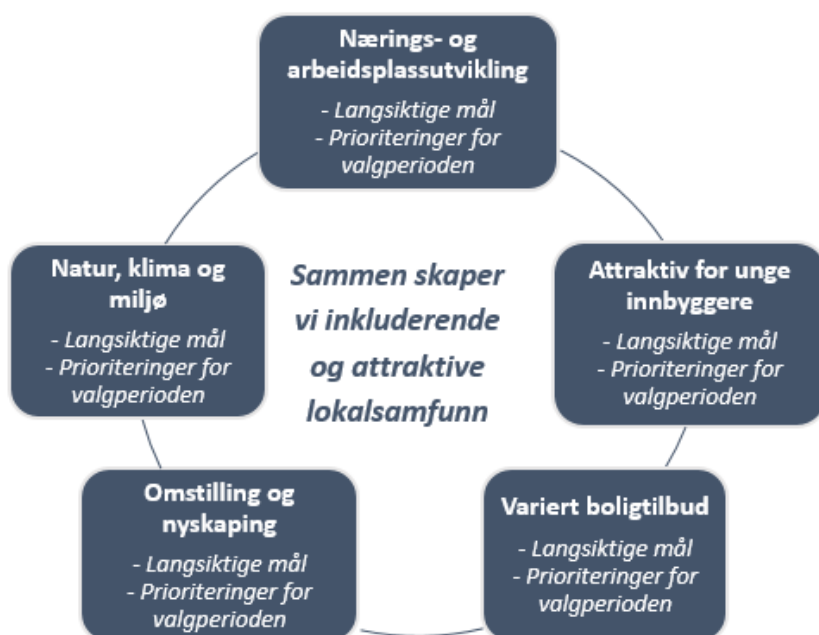 Nærings- og
arbeidsplassutvikling
- Langsiktige mål
- Prioriteringer for
valgperioden
Natur, klima og
miljø
- Langsiktige mål
- Prioriteringer for
valgperioden
Sammen skaper
vi inkluderende
og attraktive
lokalsamfunn
Attraktiv for unge
innbyggere
- Langsiktige mål
- Prioriteringer for
valgperioden
Omstilling og
nyskaping
- Langsiktige mål
- Prioriteringer for
valgperioden
Variert boligtilbud
- Langsiktige mål
- Prioriteringer for
valgperioden